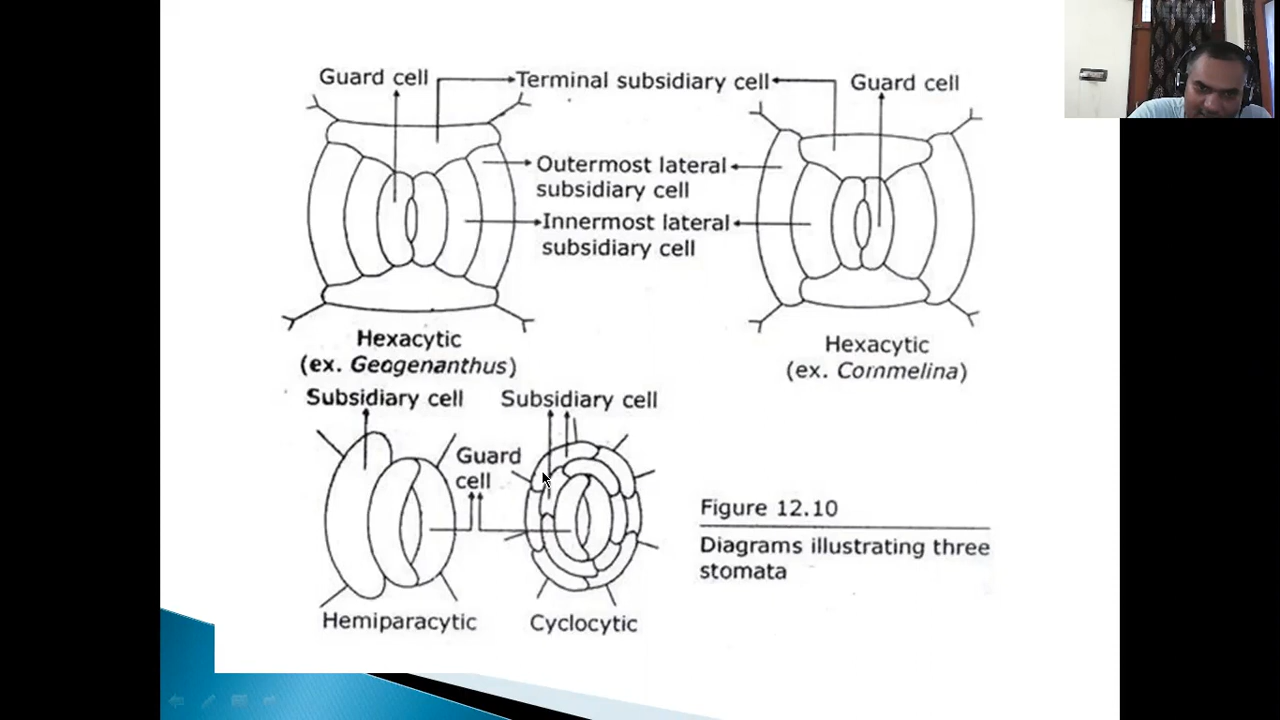 Guard cell
Terminal subsidiary cell
Guard cell
Outermost lateral
subsidiary cell
Innermost lateral
subsidiary cell
Hexacytic
(ex. Geogenanthus)
Hexacytic
(ex. Cornmelina)
Subsidiary cell
Subsidiary cell
Guard
cell
Hemiparacytic
Cyclocytic
Figure 12.10
Diagrams illustrating three
stomata